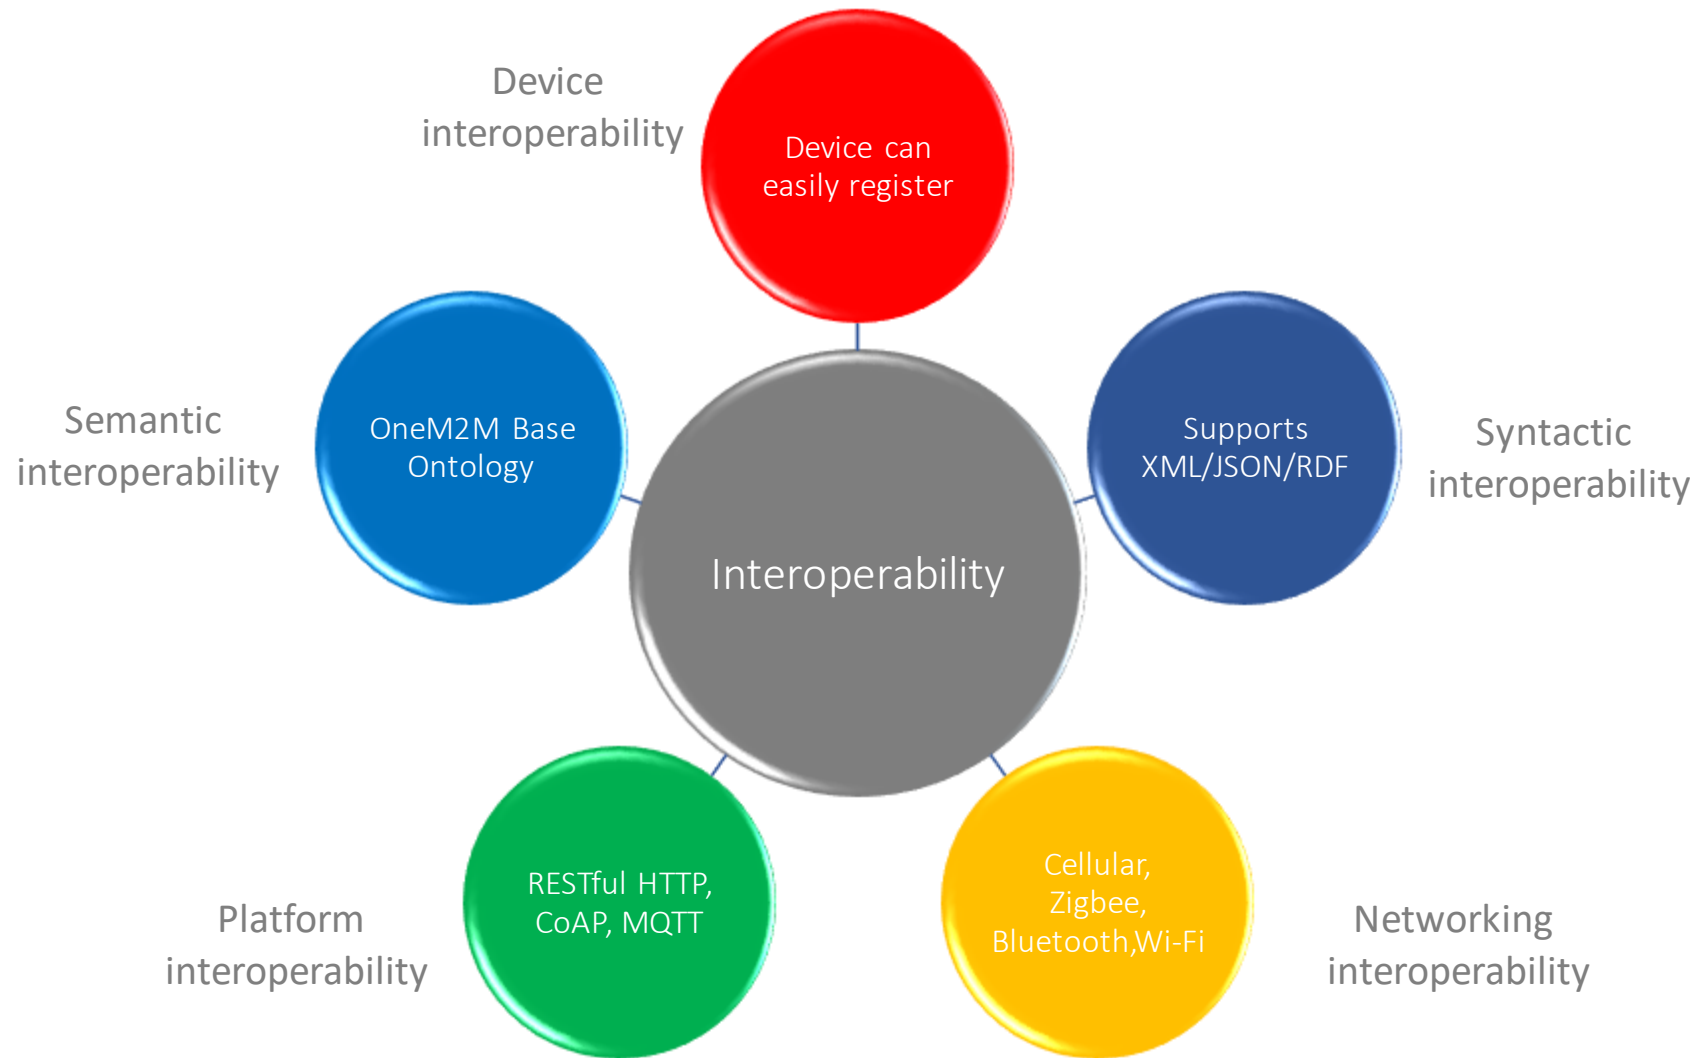 Device
interoperability
Device can
easily register
Semantic
interoperability
OneM2M Base
Ontology
Supports
XML/JSON/RDF
Syntactic
interoperability
Interoperability
Platform
interoperability
RESTful HTTP,
CoAP, MQTT
Cellular,
Zigbee,
Bluetooth,Wi-Fi
Networking
interoperability